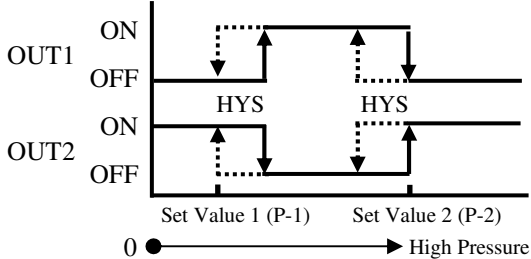 ON
OUT1
OFF
HYS HYS
ON
OUT2
OFF
Set Value 1 (P-1) Set Value 2 (P-2)
0 High Pressure